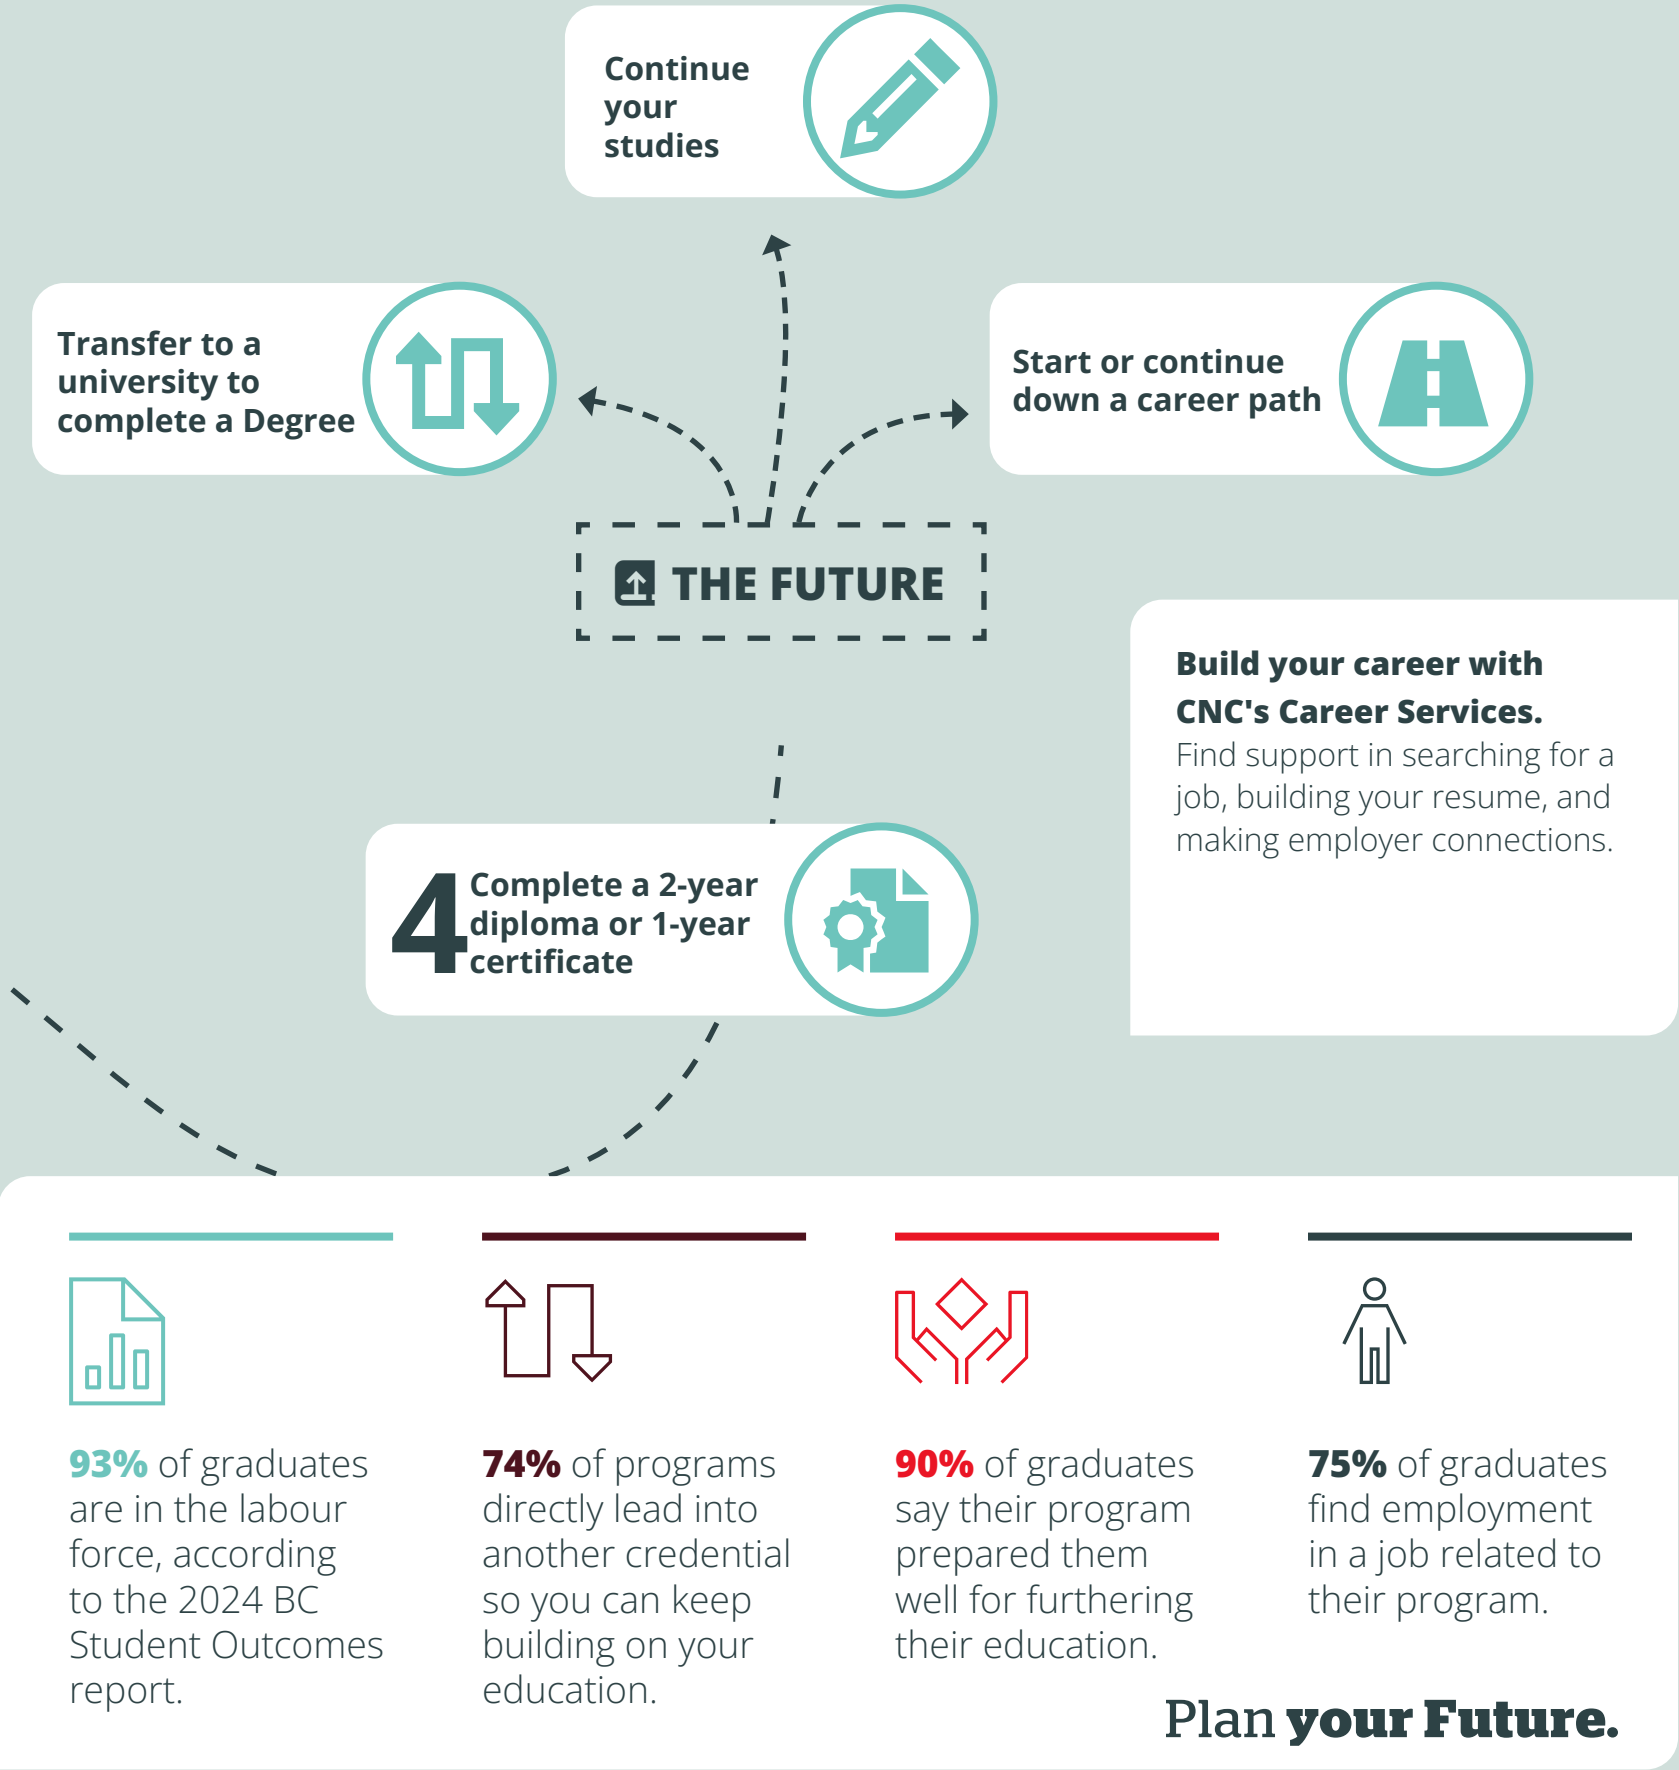 Continue
your
studies
Transfer to a
university to
complete a Degree
Start or continue
down a career path
THE FUTURE
Build your career with
CNC's Career Services.
Find support in searching for a
job, building your resume, and
making employer connections.
4
Complete a 2-year
diploma or 1-year
certificate
93% of graduates
are in the labour
force, according
to the 2024 BC
Student Outcomes
report.
74% of programs
directly lead into
another credential
so you can keep
building on your
education.
90% of graduates
say their program
prepared them
well for furthering
their education.
75% of graduates
find employment
in a job related to
their program.
Plan your Future.